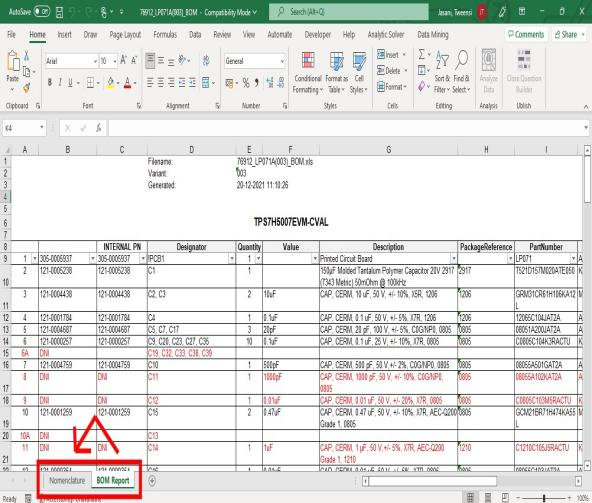 AutoSave Off 76912_LP071A(003)_BOM - Compatibility Mode Search (Alt+Q) Jasani, Tweensi JT
File Home Insert Draw Page Layout Formulas Data Review View Automate Developer Help Analytic Solver Data Mining Comments Share
Paste Arial 10 General Conditional Formatting Format as Table Cell Styles Insert Delete Format Sort & Filter Find & Select Analyze Data Close Question Builder
Clipboard Font Alignment Number Styles Cells Editing Analysis Ublish
K4 fx
A B C D E F G H I
1 Filename: 76912_LP071A(003)_BOM.xls
2 Variant: 003
3 Generated: 20-12-2021 11:10:26
4
5
6 TPS7H5007EVM-CVAL
7
8 INTERNAL PN Designator Quantity Value Description PackageReference PartNumber
9 1 305-0005937 305-0005937 !PCB1 1 Printed Circuit Board LP071 A
10 2 121-0005238 121-0005238 C1 1 150µF Molded Tantalum Polymer Capacitor 20V 2917 (7343 Metric) 50mOhm @ 100kHz 2917 T521D157M020ATE050 K
11 3 121-0004438 121-0004438 C2, C3 2 10uF CAP, CERM, 10 uF, 50 V, +/- 10%, X5R, 1206 1206 GRM31CR61H106KA12L M
12 4 121-0001784 121-0001784 C4 1 0.1uF CAP, CERM, 0.1 uF, 50 V, +/- 5%, X7R, 1206 1206 12065C104JAT2A A
13 5 121-0004687 121-0004687 C5, C7, C17 3 20pF CAP, CERM, 20 pF, 100 V, +/- 5%, C0G/NP0, 0805 0805 08051A200JAT2A A
14 6 121-0000257 121-0000257 C9, C20, C23, C27, C35 10 0.1uF CAP, CERM, 0.1 uF, 25 V, +/- 10%, X7R, 0805 0805 C0805C104K3RACTU K
15 6A DNI C19, C32, C33, C38, C39
16 7 121-0004759 121-0004759 C10 1 500pF CAP, CERM, 500 pF, 50 V, +/- 2%, C0G/NP0, 0805 0805 08055A501GAT2A A
17 8 DNI DNI C11 1 1000pF CAP, CERM, 1000 pF, 50 V, +/- 10%, C0G/NP0, 0805 0805 08055A102KAT2A A
18 9 DNI DNI C12 1 0.01uF CAP, CERM, 0.01 uF, 50 V, +/- 20%, X7R, 0805 0805 C0805C103M5RACTU K
19 10 121-0001259 121-0001259 C15 2 0.47uF CAP, CERM, 0.47 uF, 50 V, +/- 10%, X7R, AEC-Q200 Grade 1, 0805 0805 GCM21BR71H474KA55L M
20 10A DNI C13
21 11 DNI DNI C14 1 1uF CAP, CERM, 1 µF, 50 V,+/- 5%, X7R, AEC-Q200 Grade 1, 1210 1210 C1210C105J5RACTU K
Nomenclature BOM Report
Ready 100%